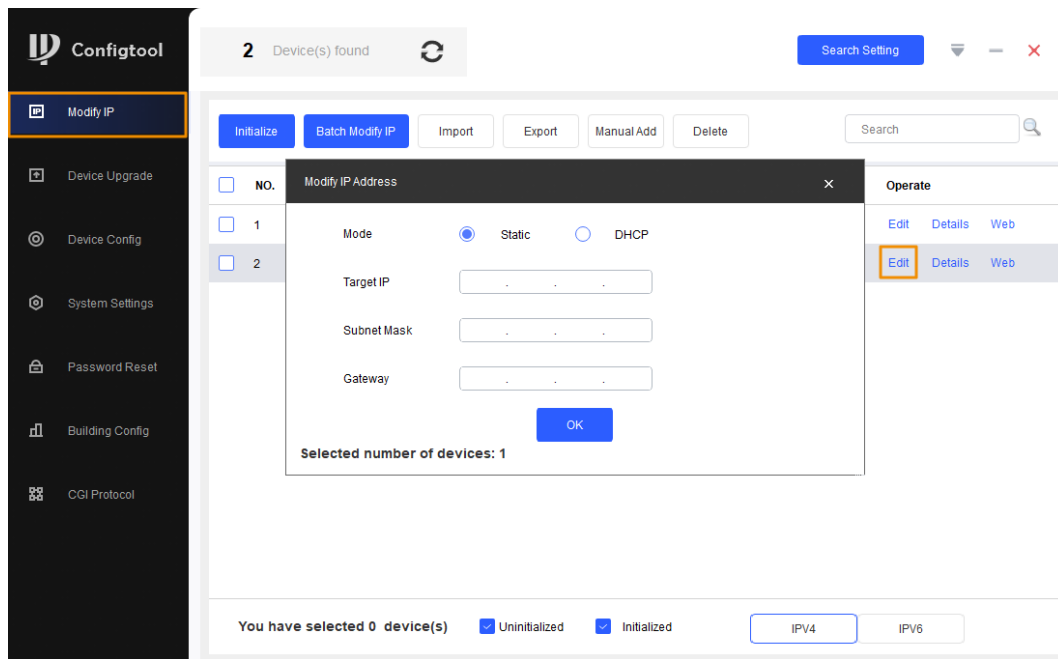 Configtool
2 Device(s) found
Search Setting
Modify IP
Device Upgrade
Device Config
System Settings
Password Reset
Building Config
CGI Protocol
Initialize Batch Modify IP Import Export Manual Add Delete Search
NO. Operate
1 Edit Details Web
2 Edit Details Web
Modify IP Address
Mode Static DHCP
Target IP . . .
Subnet Mask . . .
Gateway . . .
OK
Selected number of devices: 1
You have selected 0 device(s) Uninitialized Initialized IPV4 IPV6